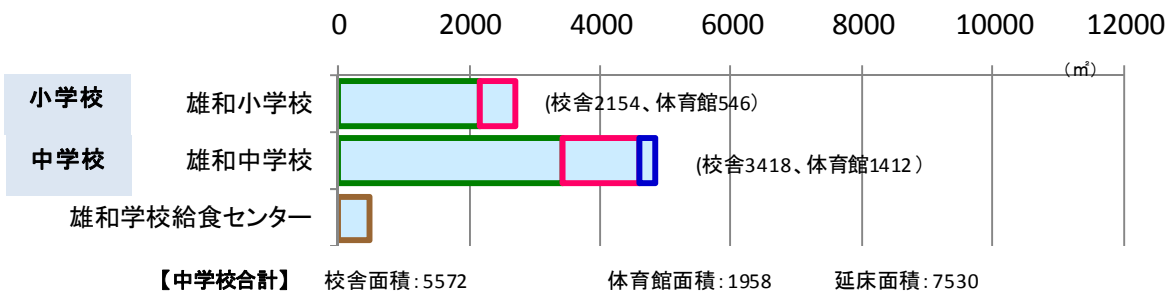 0 2000 4000 6000 8000 10000 12000
(㎡)
小学校 雄和小学校 (校舎2154、体育館546)
中学校 雄和中学校 (校舎3418、体育館1412)
雄和学校給食センター
【中学校合計】 校舎面積:5572 体育館面積:1958 延床面積:7530